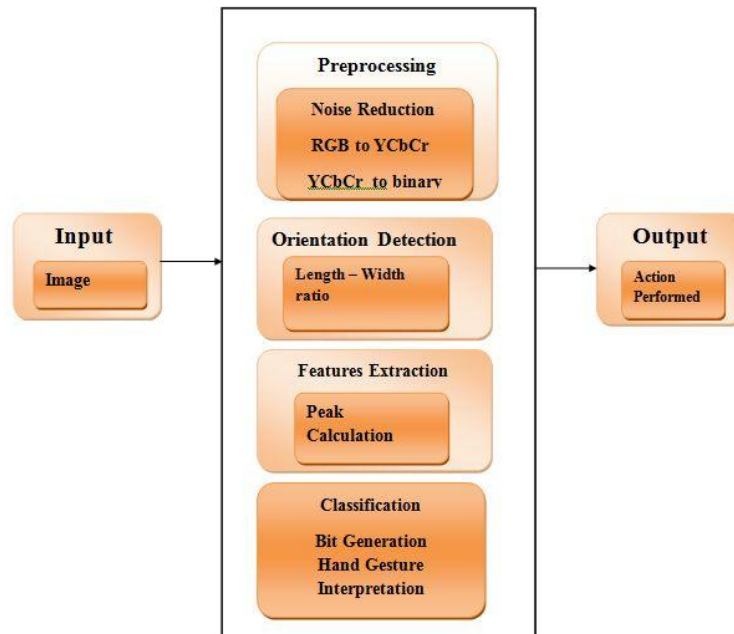 Input
Image
Preprocessing
Noise Reduction
RGB to YCbCr
YCbCr to binary
Orientation Detection
Length – Width
ratio
Features Extraction
Peak
Calculation
Classification
Bit Generation
Hand Gesture
Interpretation
Output
Action
Performed